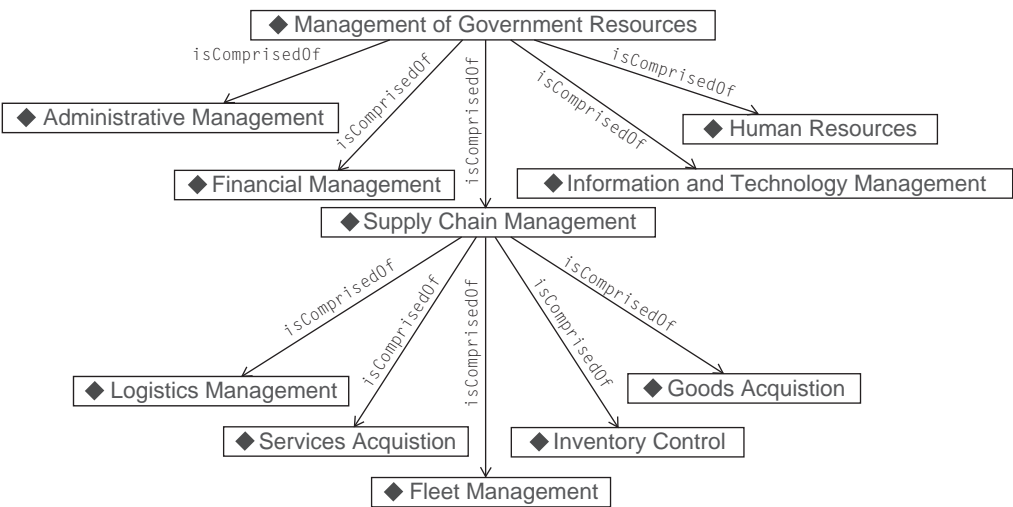 Management of Government Resources
isComprisedOf
isComprisedOf
isComprisedOf
isComprisedOf
isComprisedOf
Administrative Management
Human Resources
Financial Management
Information and Technology Management
Supply Chain Management
isComprisedOf
isComprisedOf
isComprisedOf
isComprisedOf
isComprisedOf
Logistics Management
Goods Acquistion
Services Acquistion
Inventory Control
Fleet Management